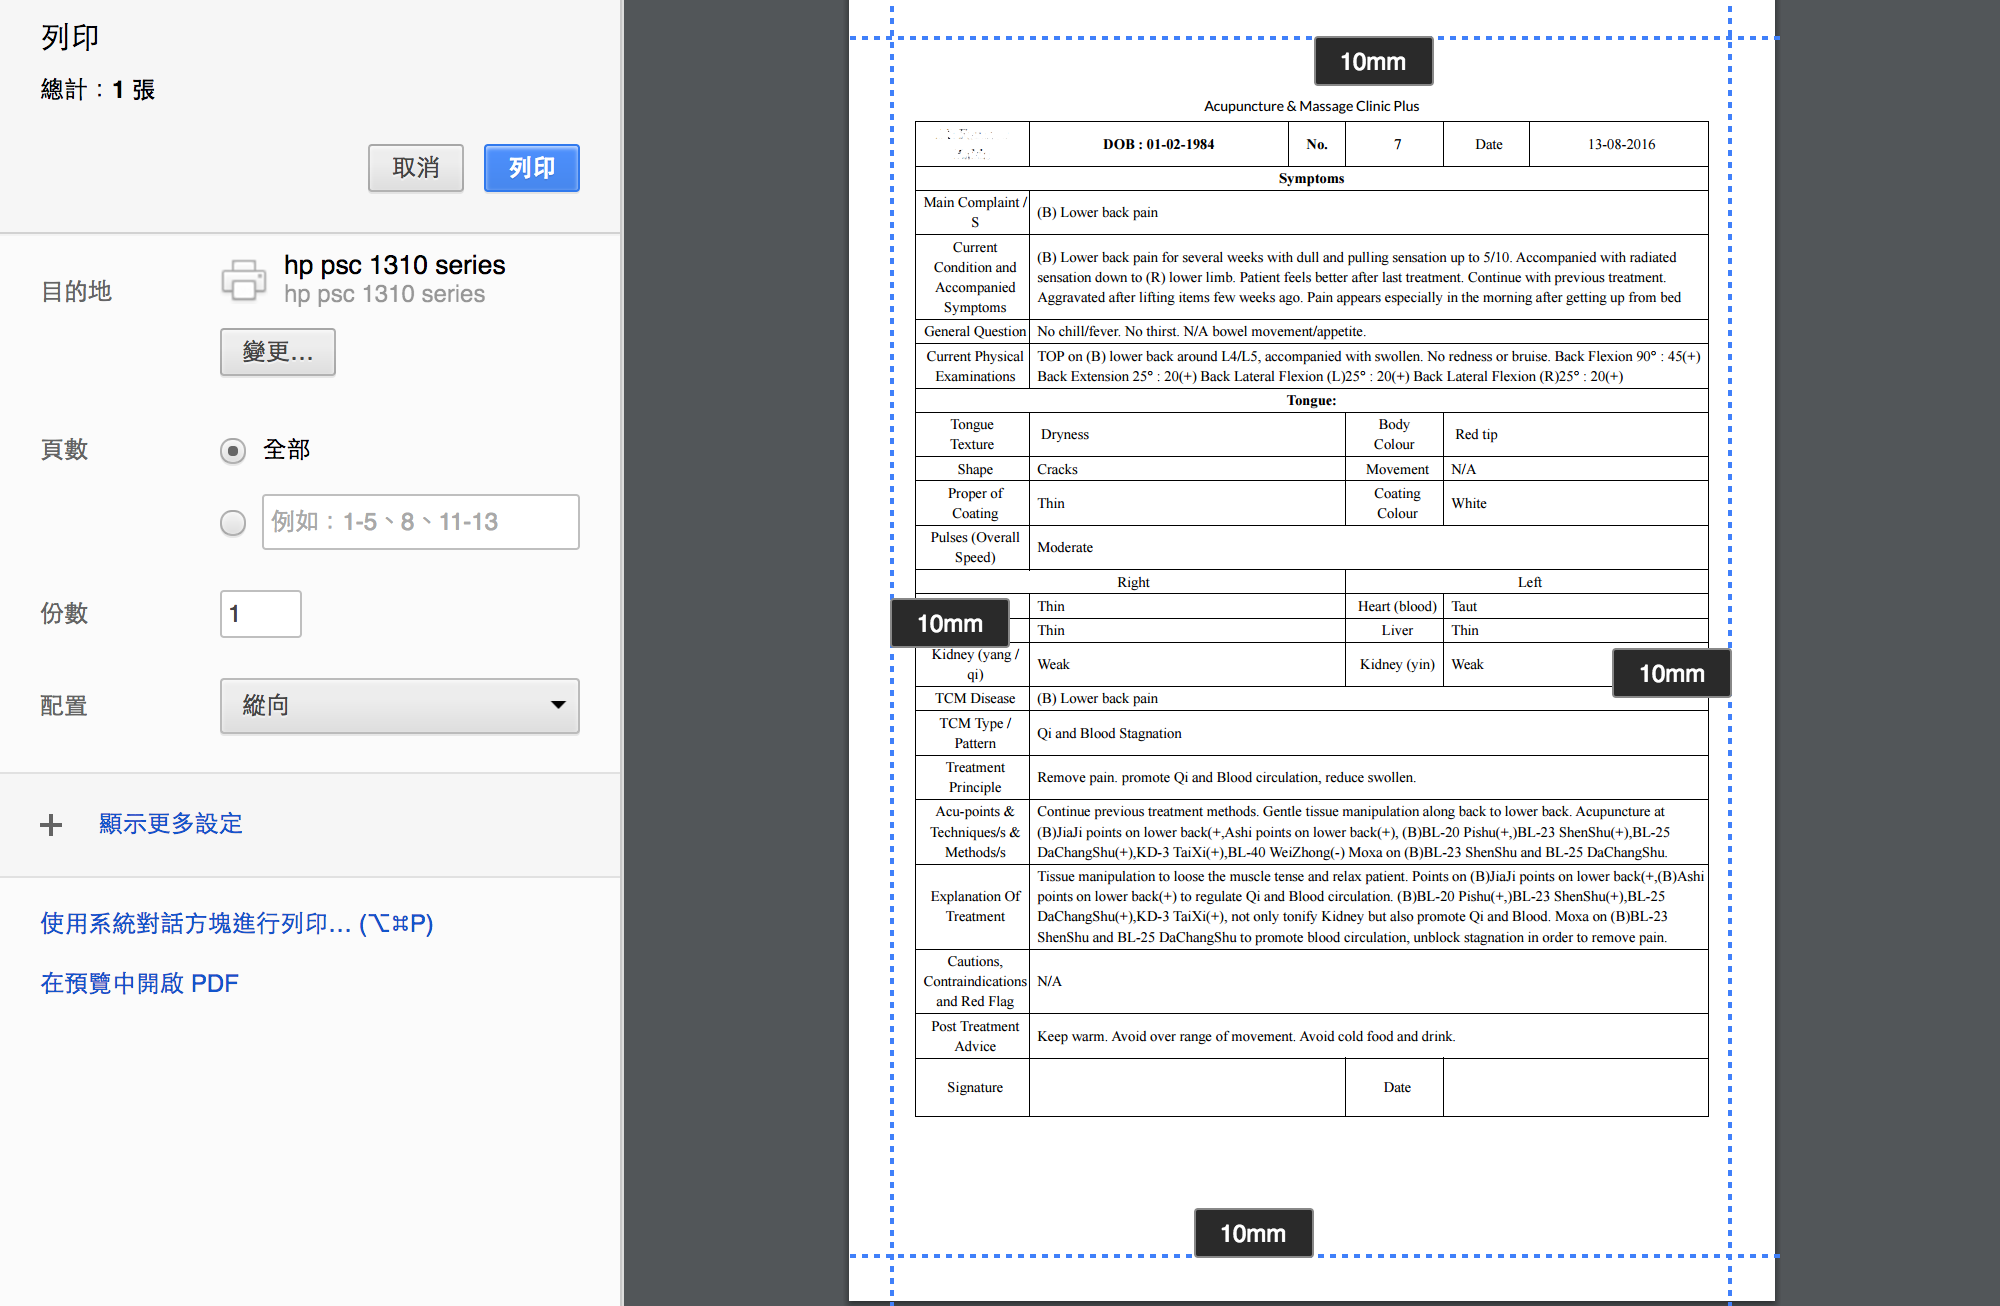 列印
總計：1 張
取消
列印
目的地
hp psc 1310 series
hp psc 1310 series
變更...
頁數
全部
例如：1-5、8、11-13
份數
1
配置
縱向
顯示更多設定
使用系統對話方塊進行列印... (⌥⌘P)
在預覽中開啟 PDF
10mm
Acupuncture & Massage Clinic Plus
DOB : 01-02-1984 No. 7 Date 13-08-2016
Symptoms
Main Complaint /
S
(B) Lower back pain
Current
Condition and
Accompanied
Symptoms
(B) Lower back pain for several weeks with dull and pulling sensation up to 5/10. Accompanied with radiated
sensation down to (R) lower limb. Patient feels better after last treatment. Continue with previous treatment.
Aggravated after lifting items few weeks ago. Pain appears especially in the morning after getting up from bed
General Question No chill/fever. No thirst. N/A bowel movement/appetite.
Current Physical
Examinations
TOP on (B) lower back around L4/L5, accompanied with swollen. No redness or bruise. Back Flexion 90° : 45(+)
Back Extension 25° : 20(+) Back Lateral Flexion (L)25° : 20(+) Back Lateral Flexion (R)25° : 20(+)
Tongue:
Tongue
Texture
Dryness
Body
Colour
Red tip
Shape Cracks Movement N/A
Proper of
Coating
Thin
Coating
Colour
White
Pulses (Overall
Speed)
Moderate
Right Left
Thin Heart (blood) Taut
10mm
Thin Liver Thin
Kidney (yang /
qi)
Weak Kidney (yin) Weak
10mm
TCM Disease (B) Lower back pain
TCM Type /
Pattern
Qi and Blood Stagnation
Treatment
Principle
Remove pain. promote Qi and Blood circulation, reduce swollen.
Acu-points &
Techniques/s &
Methods/s
Continue previous treatment methods. Gentle tissue manipulation along back to lower back. Acupuncture at
(B)JiaJi points on lower back(+,Ashi points on lower back(+), (B)BL-20 Pishu(+,)BL-23 ShenShu(+),BL-25
DaChangShu(+),KD-3 TaiXi(+),BL-40 WeiZhong(-) Moxa on (B)BL-23 ShenShu and BL-25 DaChangShu.
Explanation Of
Treatment
Tissue manipulation to loose the muscle tense and relax patient. Points on (B)JiaJi points on lower back(+,(B)Ashi
points on lower back(+) to regulate Qi and Blood circulation. (B)BL-20 Pishu(+,)BL-23 ShenShu(+),BL-25
DaChangShu(+),KD-3 TaiXi(+), not only tonify Kidney but also promote Qi and Blood. Moxa on (B)BL-23
ShenShu and BL-25 DaChangShu to promote blood circulation, unblock stagnation in order to remove pain.
Cautions,
Contraindications
and Red Flag
N/A
Post Treatment
Advice
Keep warm. Avoid over range of movement. Avoid cold food and drink.
Signature Date
10mm